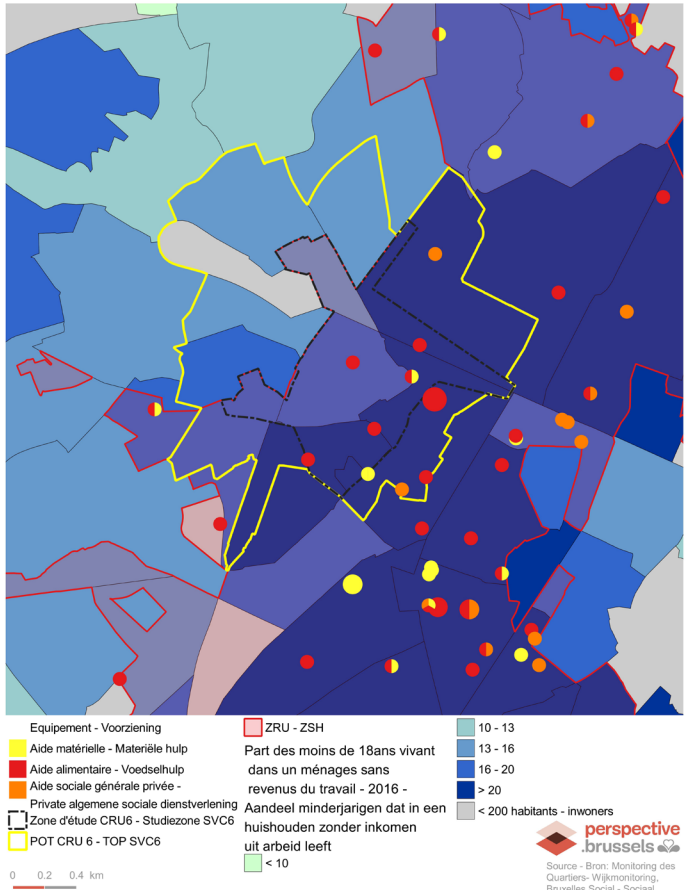 Equipement - Voorziening
Aide matérielle - Materiële hulp
Aide alimentaire - Voedselhulp
Aide sociale générale privée -
Private algemene sociale dienstverlening
Zone d'étude CRU6 - Studiezone SVC6
POT CRU 6 - TOP SVC6
0 0.2 0.4 km
ZRU - ZSH
Part des moins de 18ans vivant
dans un ménages sans
revenus du travail - 2016 -
Aandeel minderjarigen dat in een
huishouden zonder inkomen
uit arbeid leeft
< 10
10 - 13
13 - 16
16 - 20
> 20
< 200 habitants - inwoners
perspective
.brussels
Source - Bron: Monitoring des
Quartiers- Wijkmonitoring,
Bruxelles Social - Sociaal